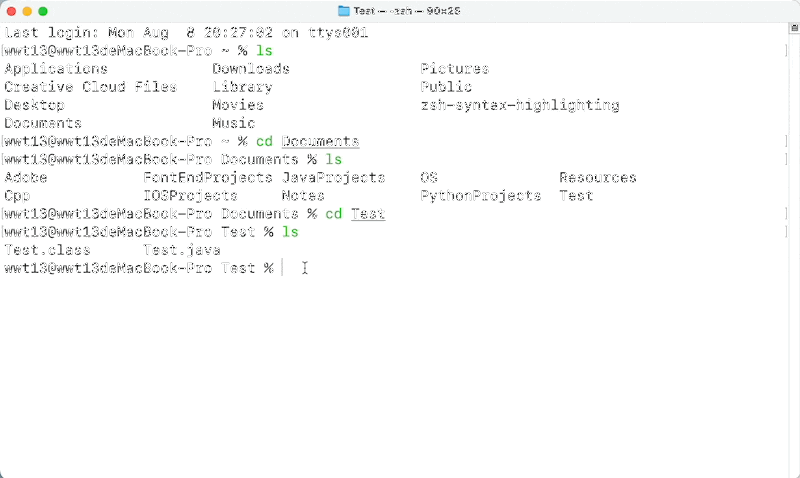 Test — -zsh — 90×25
Last login: Mon Aug  8 20:27:02 on ttys001
wwt13@wwt13deMacBook-Pro ~ % ls
Applications Downloads Pictures
Creative Cloud Files Library Public
Desktop Movies zsh-syntax-highlighting
Documents Music
wwt13@wwt13deMacBook-Pro ~ % cd Documents
wwt13@wwt13deMacBook-Pro Documents % ls
Adobe FontEndProjects JavaProjects OS Resources
Cpp IOSProjects Notes PythonProjects Test
wwt13@wwt13deMacBook-Pro Documents % cd Test
wwt13@wwt13deMacBook-Pro Test % ls
Test.class Test.java
wwt13@wwt13deMacBook-Pro Test %